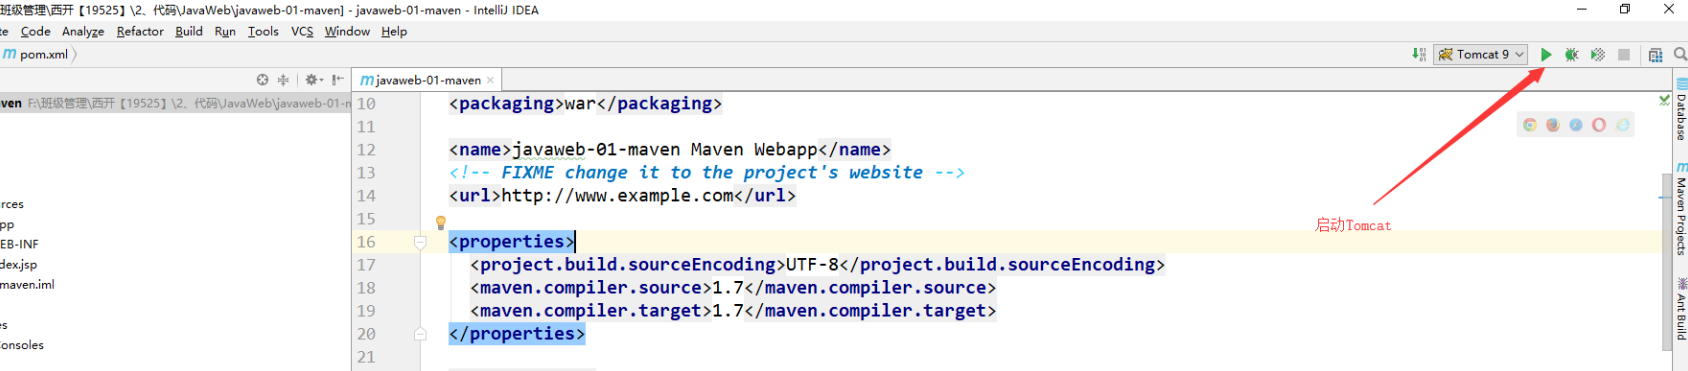 班级管理\西开【19525】\2、代码\JavaWeb\javaweb-01-maven] - javaweb-01-maven - IntelliJ IDEA
te Code Analyze Refactor Build Run Tools VCS Window Help
m pom.xml
Tomcat 9
aven F:\班级管理\西开【19525】\2、代码\JavaWeb\javaweb-01-m
m javaweb-01-maven
10 <packaging>war</packaging>
11
12 <name>javaweb-01-maven Maven Webapp</name>
13 <!-- FIXME change it to the project's website -->
14 <url>http://www.example.com</url>
15
16 <properties>
17 <project.build.sourceEncoding>UTF-8</project.build.sourceEncoding>
18 <maven.compiler.source>1.7</maven.compiler.source>
19 <maven.compiler.target>1.7</maven.compiler.target>
20 </properties>
21
urces
pp
EB-INF
dex.jsp
maven.iml
es
Consoles
启动Tomcat
Database
m Maven Projects
Ant Build